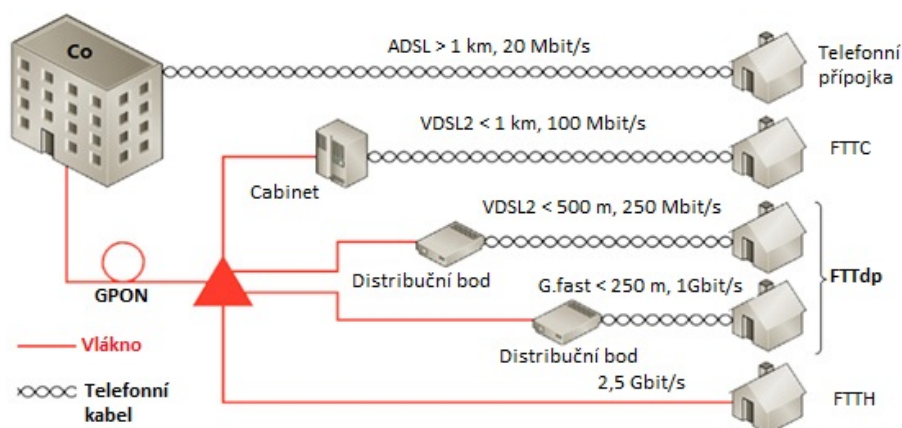 Co
ADSL > 1 km, 20 Mbit/s
Telefonní
přípojka
VDSL2 < 1 km, 100 Mbit/s
FTTC
Cabinet
VDSL2 < 500 m, 250 Mbit/s
Distribuční bod
FTTdp
GPON
G.fast < 250 m, 1Gbit/s
Vlákno
Distribuční bod
2,5 Gbit/s
Telefonní
kabel
FTTH